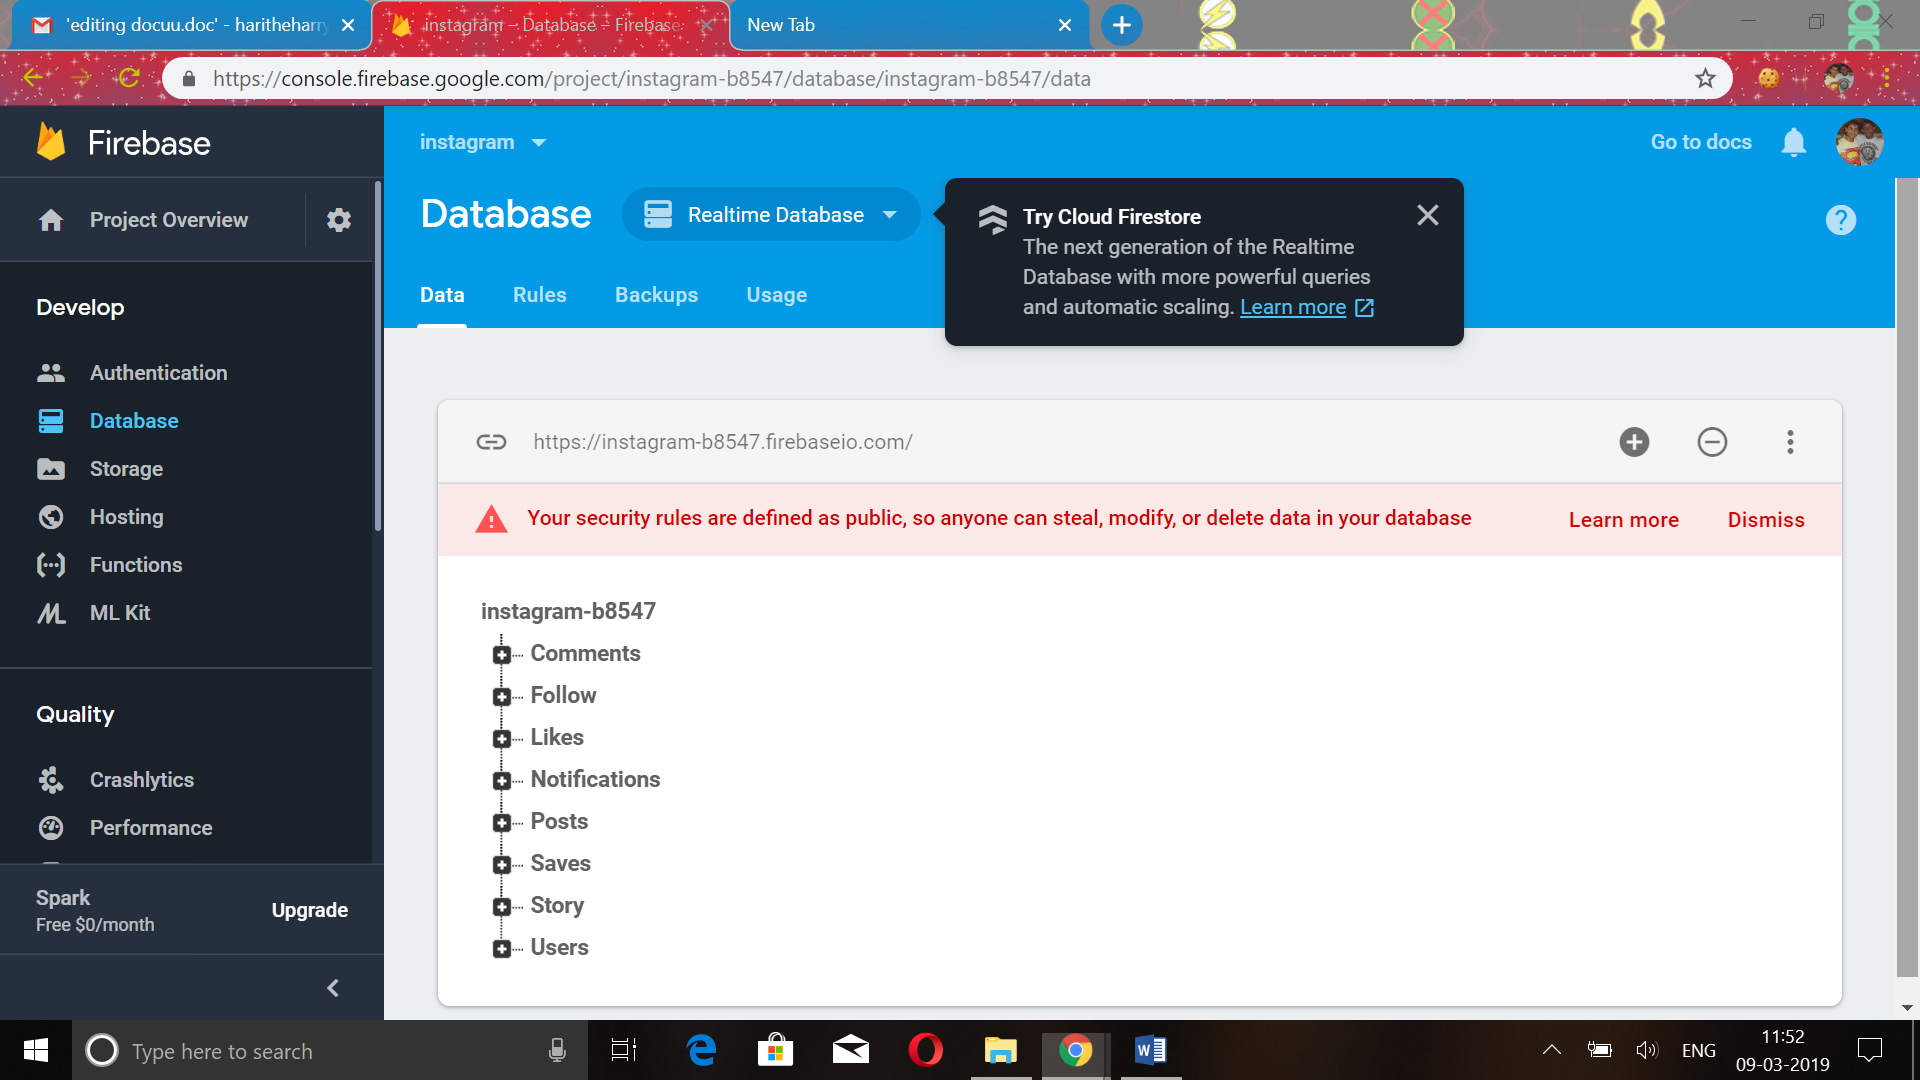 'editing docuu.doc' - haritheharry
instagram – Database – Firebase
New Tab
https://console.firebase.google.com/project/instagram-b8547/database/instagram-b8547/data
Firebase
instagram
Go to docs
Project Overview
Database
Realtime Database
Try Cloud Firestore
The next generation of the Realtime
Database with more powerful queries
and automatic scaling. Learn more
Data
Rules
Backups
Usage
Develop
Authentication
Database
Storage
Hosting
Functions
ML Kit
Quality
Crashlytics
Performance
Spark
Free $0/month
Upgrade
https://instagram-b8547.firebaseio.com/
Your security rules are defined as public, so anyone can steal, modify, or delete data in your database
Learn more
Dismiss
instagram-b8547
Comments
Follow
Likes
Notifications
Posts
Saves
Story
Users
Type here to search
ENG
11:52
09-03-2019